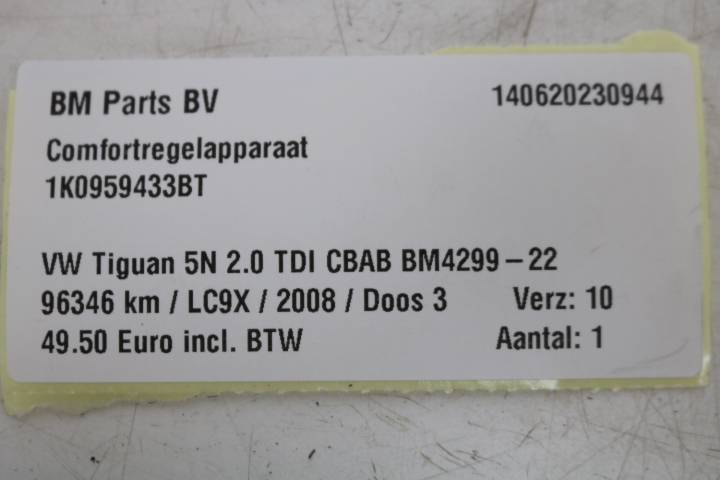 BM Parts BV 140620230944
Comfortregelapparaat
1K0959433BT
VW Tiguan 5N 2.0 TDI CBAB BM4299-22
96346 km / LC9X / 2008 / Doos 3 Verz: 10
49.50 Euro incl. BTW Aantal: 1